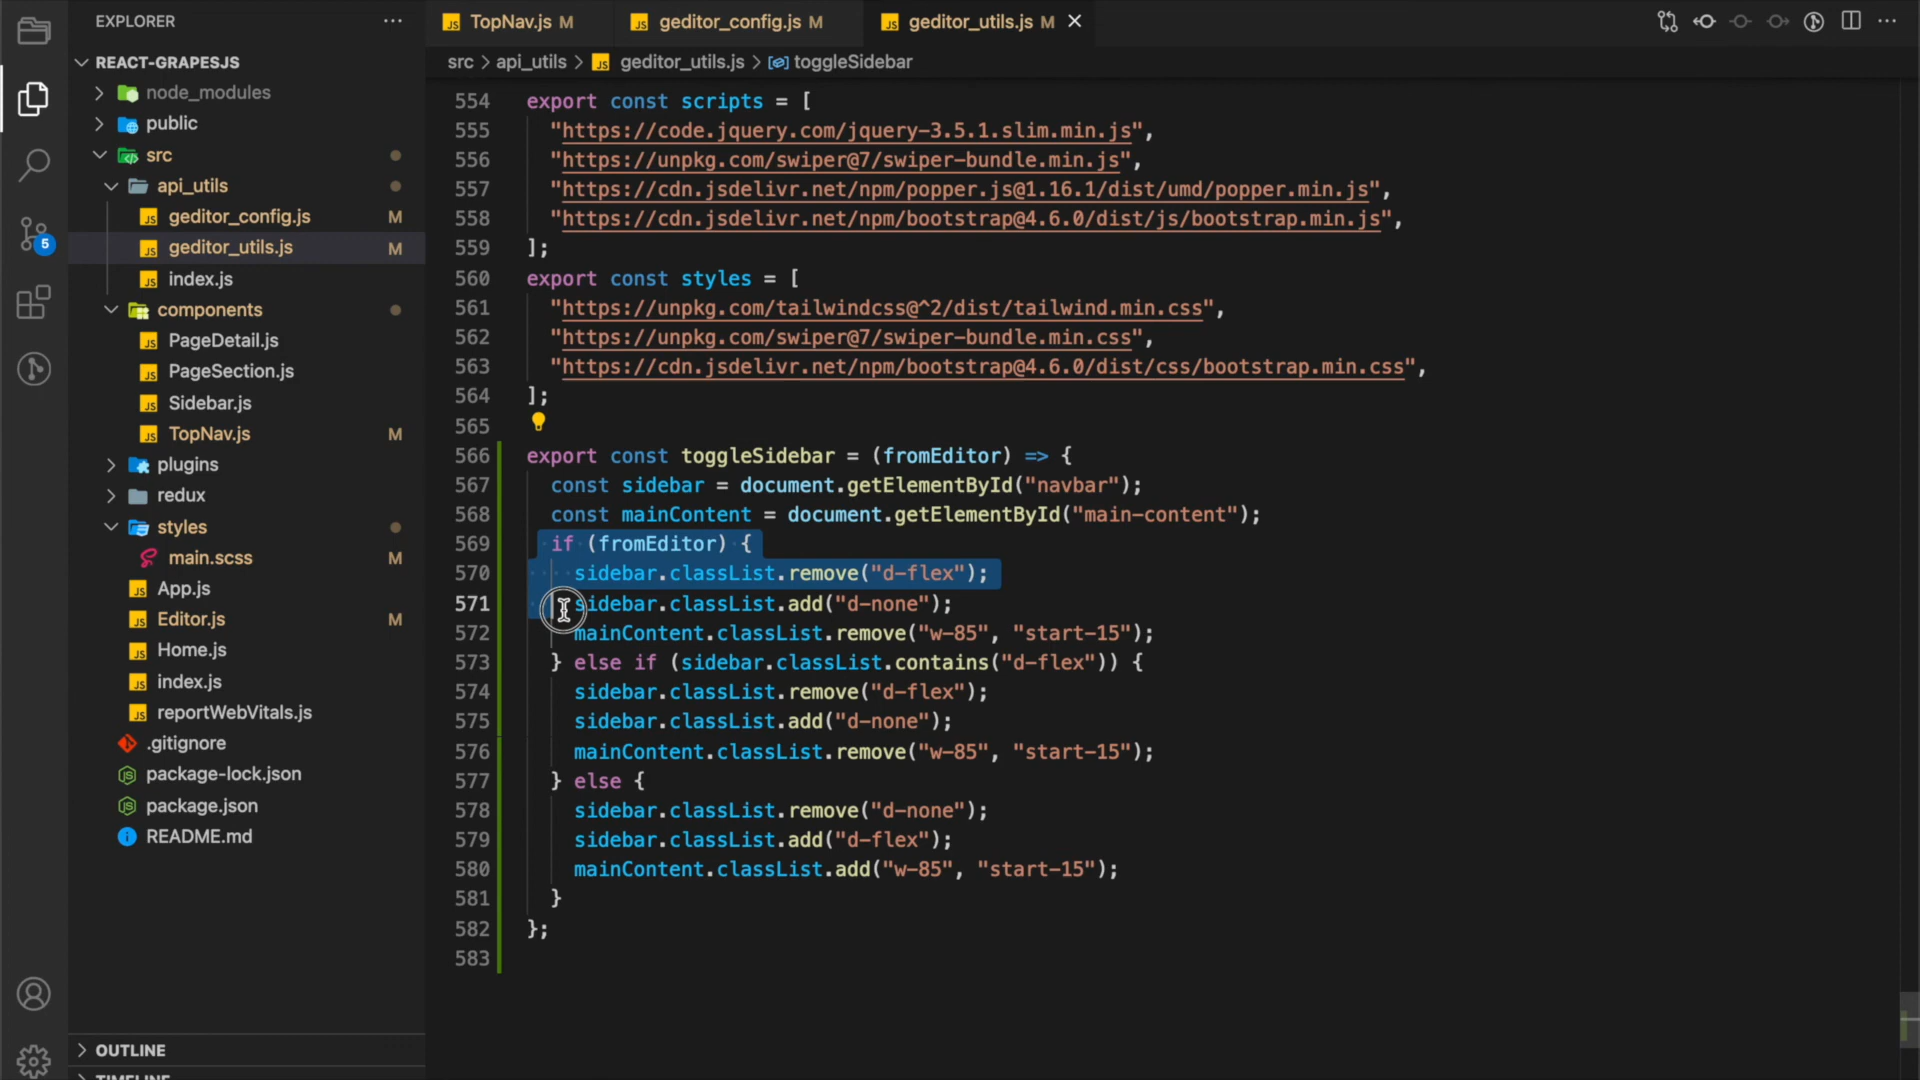 EXPLORER
REACT-GRAPESJS
node_modules
public
src
api_utils
geditor_config.js M
geditor_utils.js M
index.js
components
PageDetail.js
PageSection.js
Sidebar.js
TopNav.js M
plugins
redux
styles
main.scss M
App.js
Editor.js M
Home.js
index.js
reportWebVitals.js
.gitignore
package-lock.json
package.json
README.md
OUTLINE
TIMELINE
5
TopNav.js M
geditor_config.js M
geditor_utils.js M
src > api_utils > geditor_utils.js > toggleSidebar
554 export const scripts = [
555 "https://code.jquery.com/jquery-3.5.1.slim.min.js",
556 "https://unpkg.com/swiper@7/swiper-bundle.min.js",
557 "https://cdn.jsdelivr.net/npm/popper.js@1.16.1/dist/umd/popper.min.js",
558 "https://cdn.jsdelivr.net/npm/bootstrap@4.6.0/dist/js/bootstrap.min.js",
559 ];
560 export const styles = [
561 "https://unpkg.com/tailwindcss@^2/dist/tailwind.min.css",
562 "https://unpkg.com/swiper@7/swiper-bundle.min.css",
563 "https://cdn.jsdelivr.net/npm/bootstrap@4.6.0/dist/css/bootstrap.min.css",
564 ];
565
566 export const toggleSidebar = (fromEditor) => {
567 const sidebar = document.getElementById("navbar");
568 const mainContent = document.getElementById("main-content");
569 if (fromEditor) {
570 sidebar.classList.remove("d-flex");
571 sidebar.classList.add("d-none");
572 mainContent.classList.remove("w-85", "start-15");
573 } else if (sidebar.classList.contains("d-flex")) {
574 sidebar.classList.remove("d-flex");
575 sidebar.classList.add("d-none");
576 mainContent.classList.remove("w-85", "start-15");
577 } else {
578 sidebar.classList.remove("d-none");
579 sidebar.classList.add("d-flex");
580 mainContent.classList.add("w-85", "start-15");
581 }
582 };
583